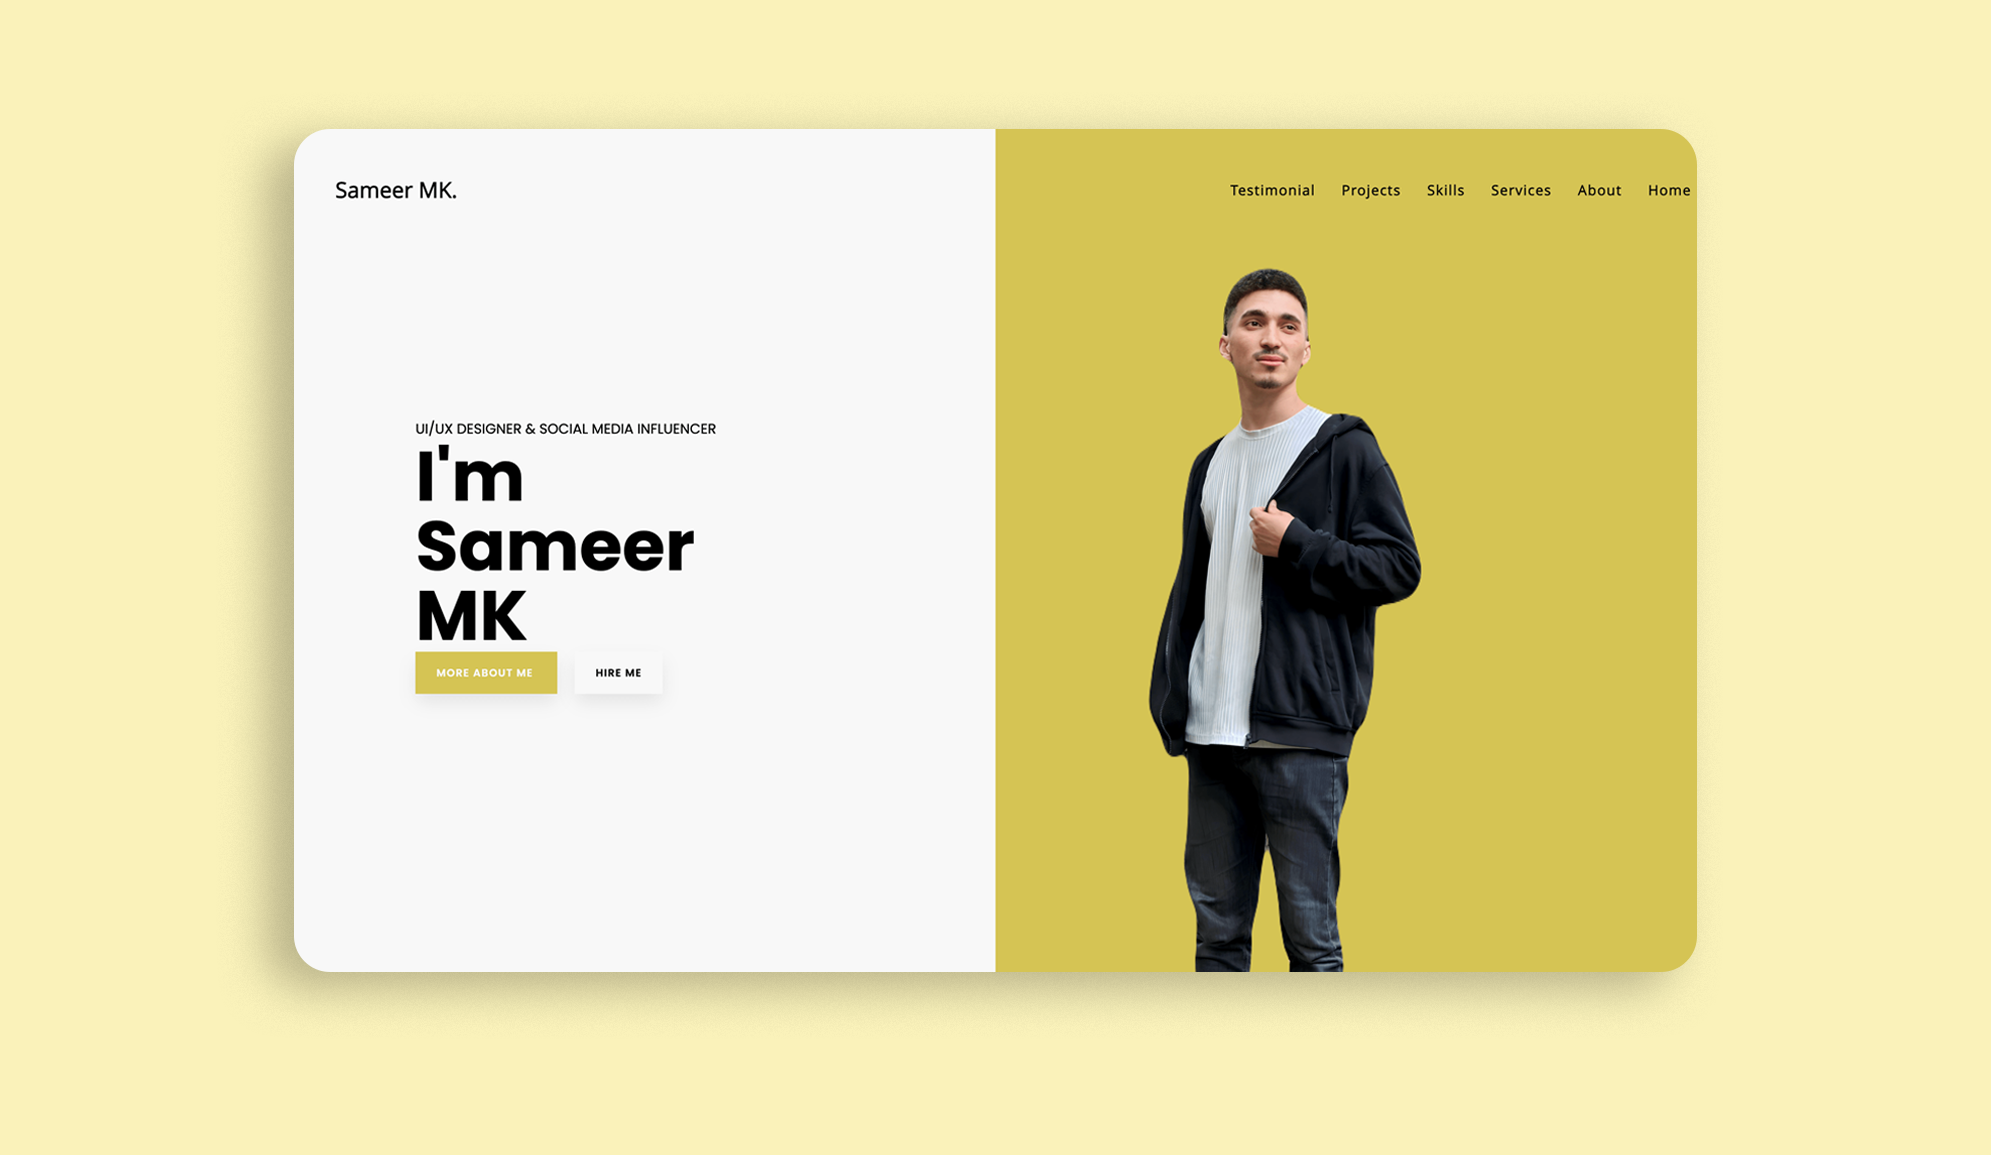 Sameer MK.
Testimonial Projects Skills Services About Home
UI/UX DESIGNER & SOCIAL MEDIA INFLUENCER
I'm
Sameer
MK
MORE ABOUT ME HIRE ME